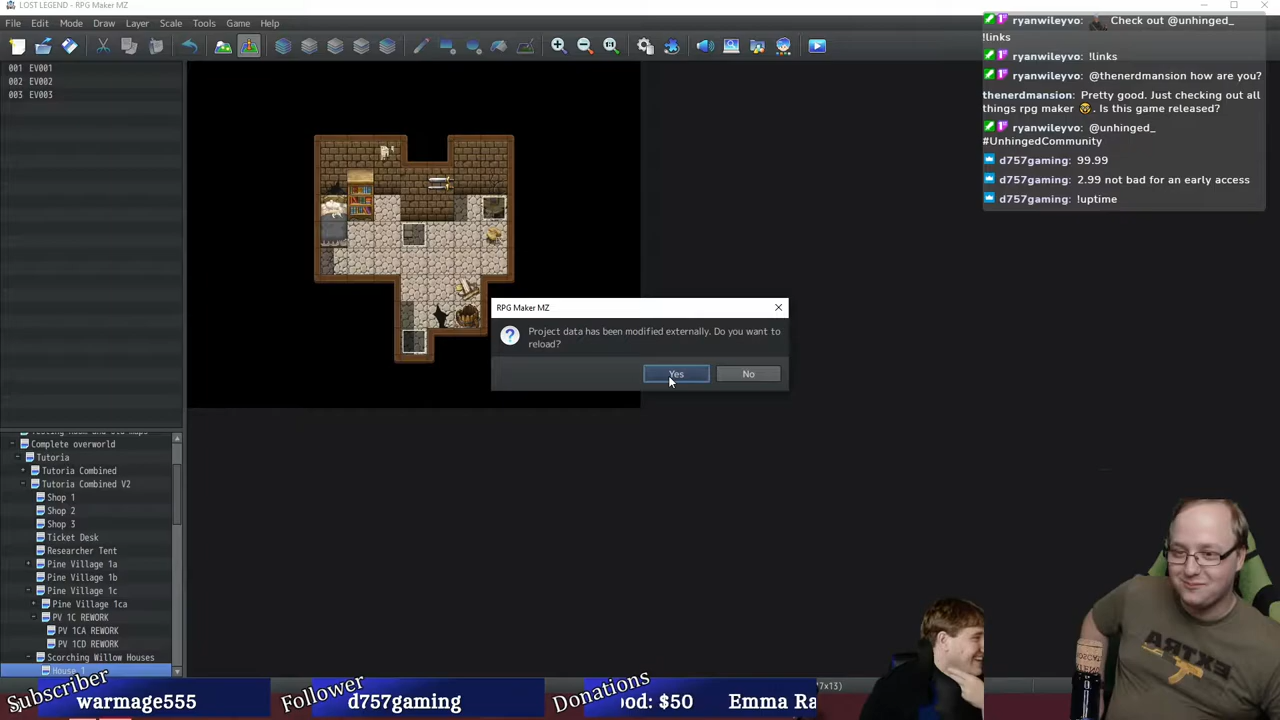 LOST LEGEND - RPG Maker MZ
File Edit Mode Draw Layer Scale Tools Game Help
001 EV001
002 EV002
003 EV003
RPG Maker MZ
Project data has been modified externally. Do you want to
reload?
Yes No
Complete overworld
Tutoria
Tutoria Combined
Tutoria Combined V2
Shop 1
Shop 2
Shop 3
Ticket Desk
Researcher Tent
Pine Village 1a
Pine Village 1b
Pine Village 1c
Pine Village 1ca
PV 1C REWORK
PV 1CA REWORK
PV 1CD REWORK
Scorching Willow Houses
House 1
ryanwileyvo: Check out @unhinged_
!links
ryanwileyvo: !links
ryanwileyvo: @thenerdmansion how are you?
thenerdmansion: Pretty good. Just checking out all
things rpg maker 🤓. Is this game released?
ryanwileyvo: @unhinged_
#UnhingedCommunity
d757gaming: 99.99
d757gaming: 2.99 not bad for an early access
d757gaming: !uptime
EXTRA
Subscriber
warmage555
Follower
d757gaming
Donations
ood: $50 Emma Ra
7x13)